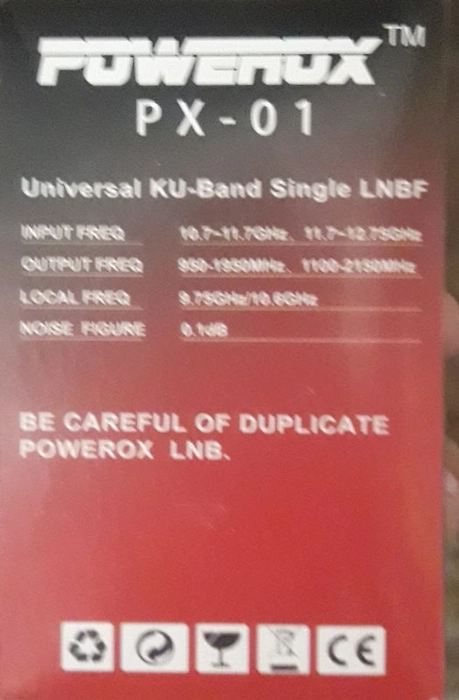 POWEROX™
PX-01
Universal KU-Band Single LNBF
INPUT FREQ 10.7~11.7GHz, 11.7~12.75GHz
OUTPUT FREQ 950-1950MHz, 1100-2150MHz
LOCAL FREQ 9.75GHz/10.6GHz
NOISE FIGURE 0.1dB
BE CAREFUL OF DUPLICATE
POWEROX LNB.
CE